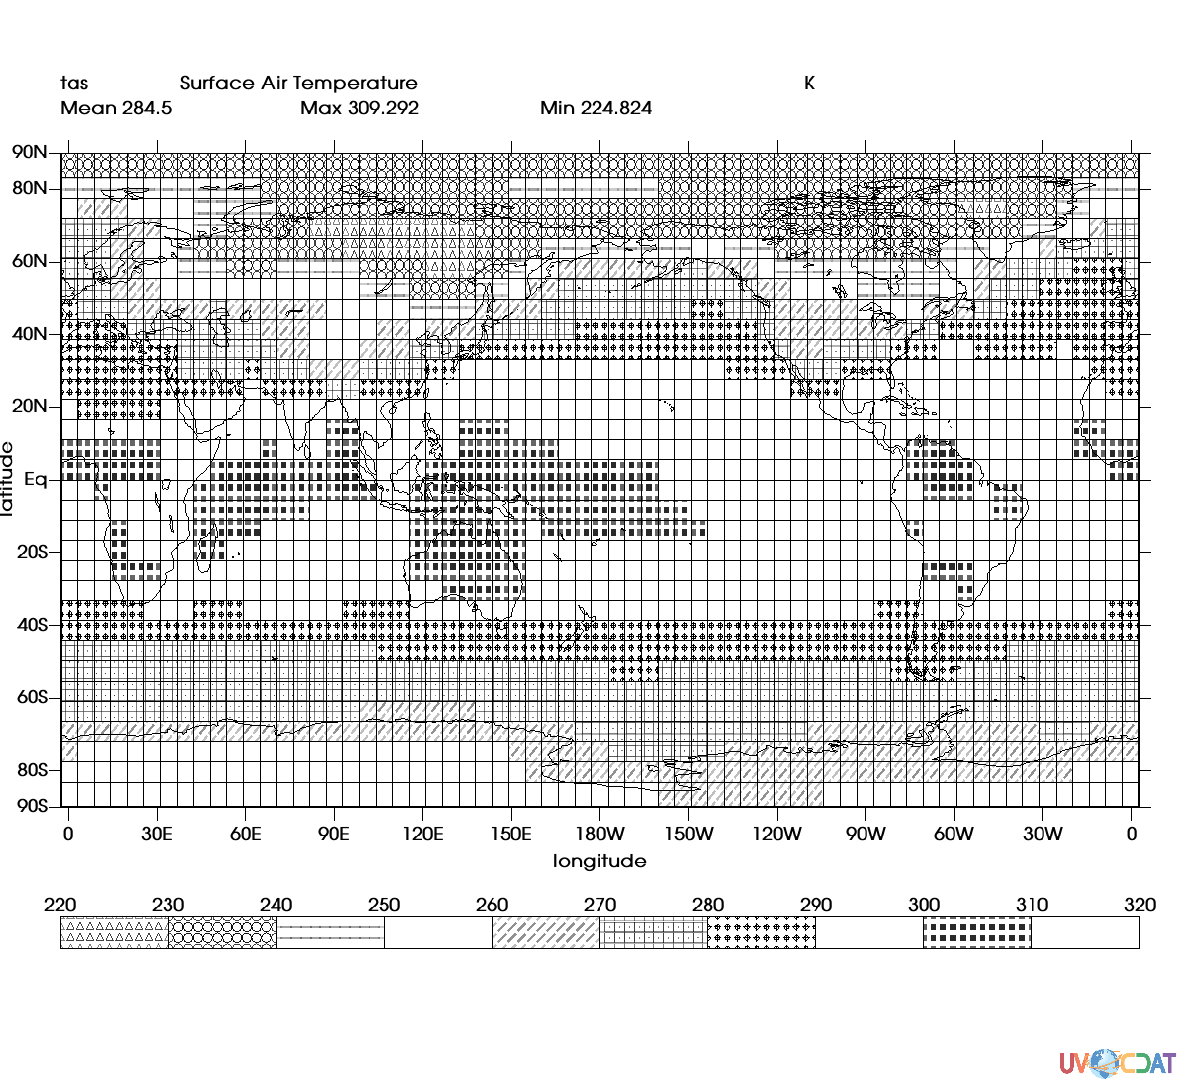 tas Surface Air Temperature K
Mean 284.5 Max 309.292 Min 224.824
90N
80N
60N
40N
20N
Eq
20S
40S
60S
80S
90S
latitude
0 30E 60E 90E 120E 150E 180W 150W 120W 90W 60W 30W 0
longitude
220 230 240 250 260 270 280 290 300 310 320
UVCDAT